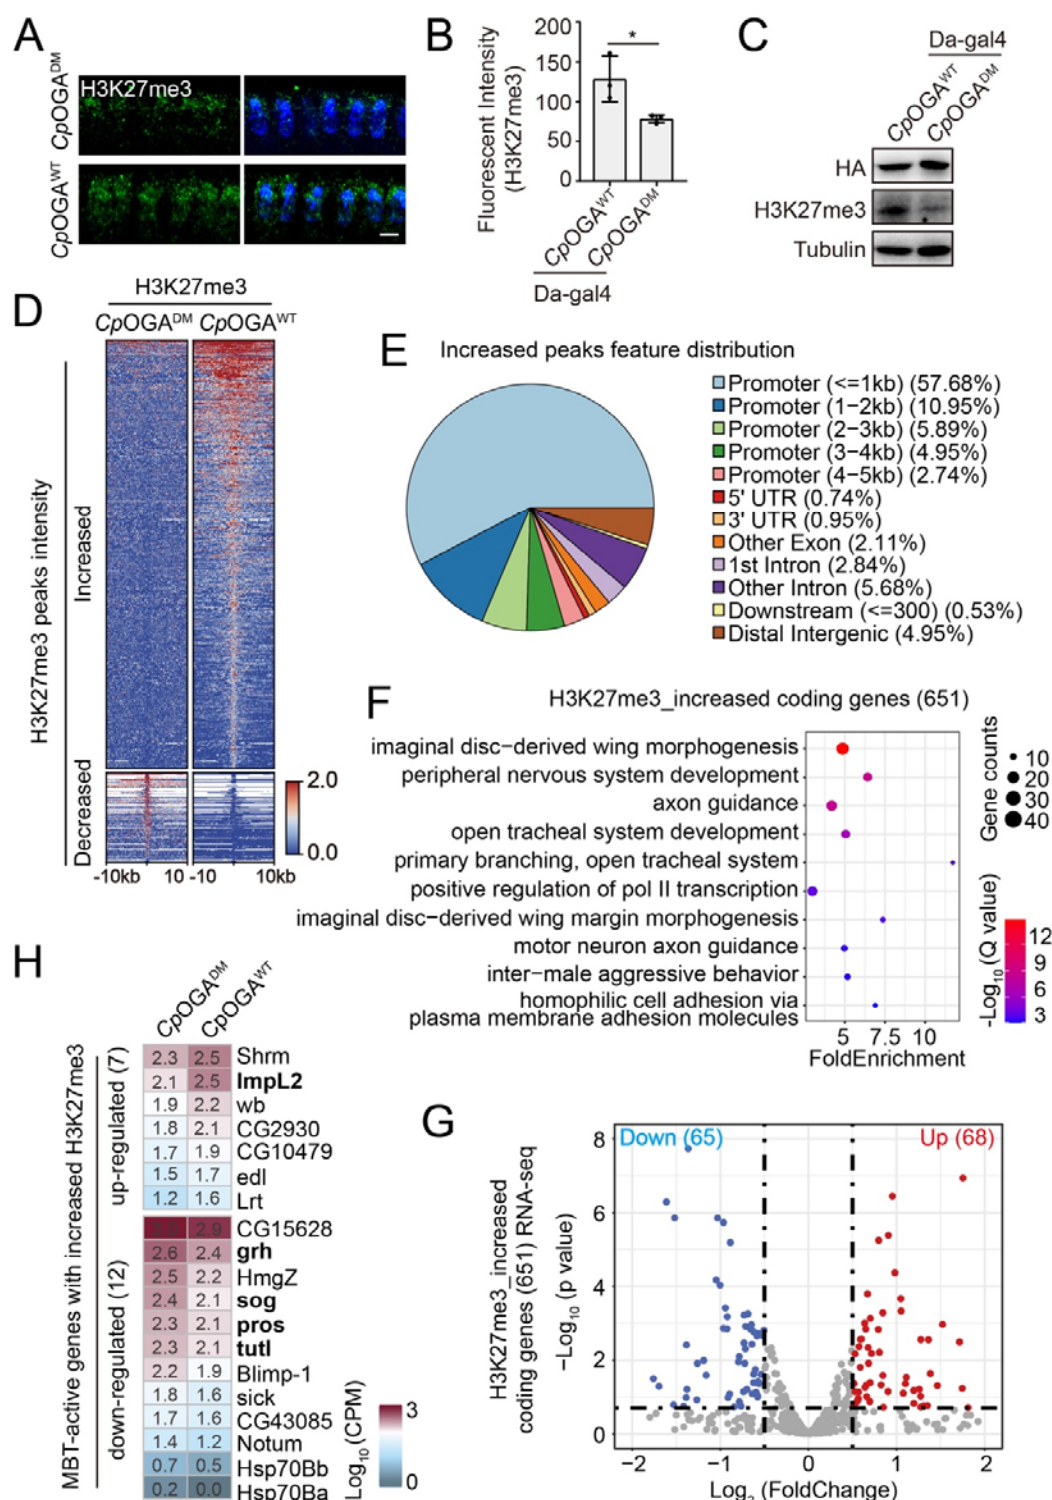 A
CpOGA^DM
H3K27me3
CpOGA^WT
B
Fluorescent Intensity
(H3K27me3)
200
150
100
50
0
*
CpOGA^WT
CpOGA^DM
Da-gal4
C
Da-gal4
CpOGA^WT
CpOGA^DM
HA
H3K27me3
Tubulin
D
H3K27me3
CpOGA^DM CpOGA^WT
H3K27me3 peaks intensity
Increased
Decreased
2.0
0.0
-10kb 10 -10 10kb
E
Increased peaks feature distribution
Promoter (<=1kb) (57.68%)
Promoter (1-2kb) (10.95%)
Promoter (2-3kb) (5.89%)
Promoter (3-4kb) (4.95%)
Promoter (4-5kb) (2.74%)
5' UTR (0.74%)
3' UTR (0.95%)
Other Exon (2.11%)
1st Intron (2.84%)
Other Intron (5.68%)
Downstream (<=300) (0.53%)
Distal Intergenic (4.95%)
F
H3K27me3_increased coding genes (651)
imaginal disc-derived wing morphogenesis
peripheral nervous system development
axon guidance
open tracheal system development
primary branching, open tracheal system
positive regulation of pol II transcription
imaginal disc-derived wing margin morphogenesis
motor neuron axon guidance
inter-male aggressive behavior
homophilic cell adhesion via
plasma membrane adhesion molecules
5 7.5 10
FoldEnrichment
Gene counts
10
20
30
40
-Log10 (Q value)
12
9
6
3
G
H3K27me3_increased
coding genes (651) RNA-seq
-Log10 (p value)
8
6
4
2
0
Down (65)
Up (68)
-2 -1 0 1 2
Log2 (FoldChange)
H
CpOGA^DM
CpOGA^WT
MBT-active genes with increased H3K27me3
up-regulated (7)
2.3 2.5 Shrm
2.1 2.5 ImpL2
1.9 2.2 wb
1.8 2.1 CG2930
1.7 1.9 CG10479
1.5 1.7 edl
1.2 1.6 Lrt
down-regulated (12)
2.9 CG15628
2.6 2.4 grh
2.5 2.2 HmgZ
2.4 2.1 sog
2.3 2.1 pros
2.3 2.1 tutl
2.2 1.9 Blimp-1
1.8 1.6 sick
1.7 1.6 CG43085
1.4 1.2 Notum
0.7 0.5 Hsp70Bb
0.2 0.0 Hsp70Ba
Log10 (CPM)
3
0